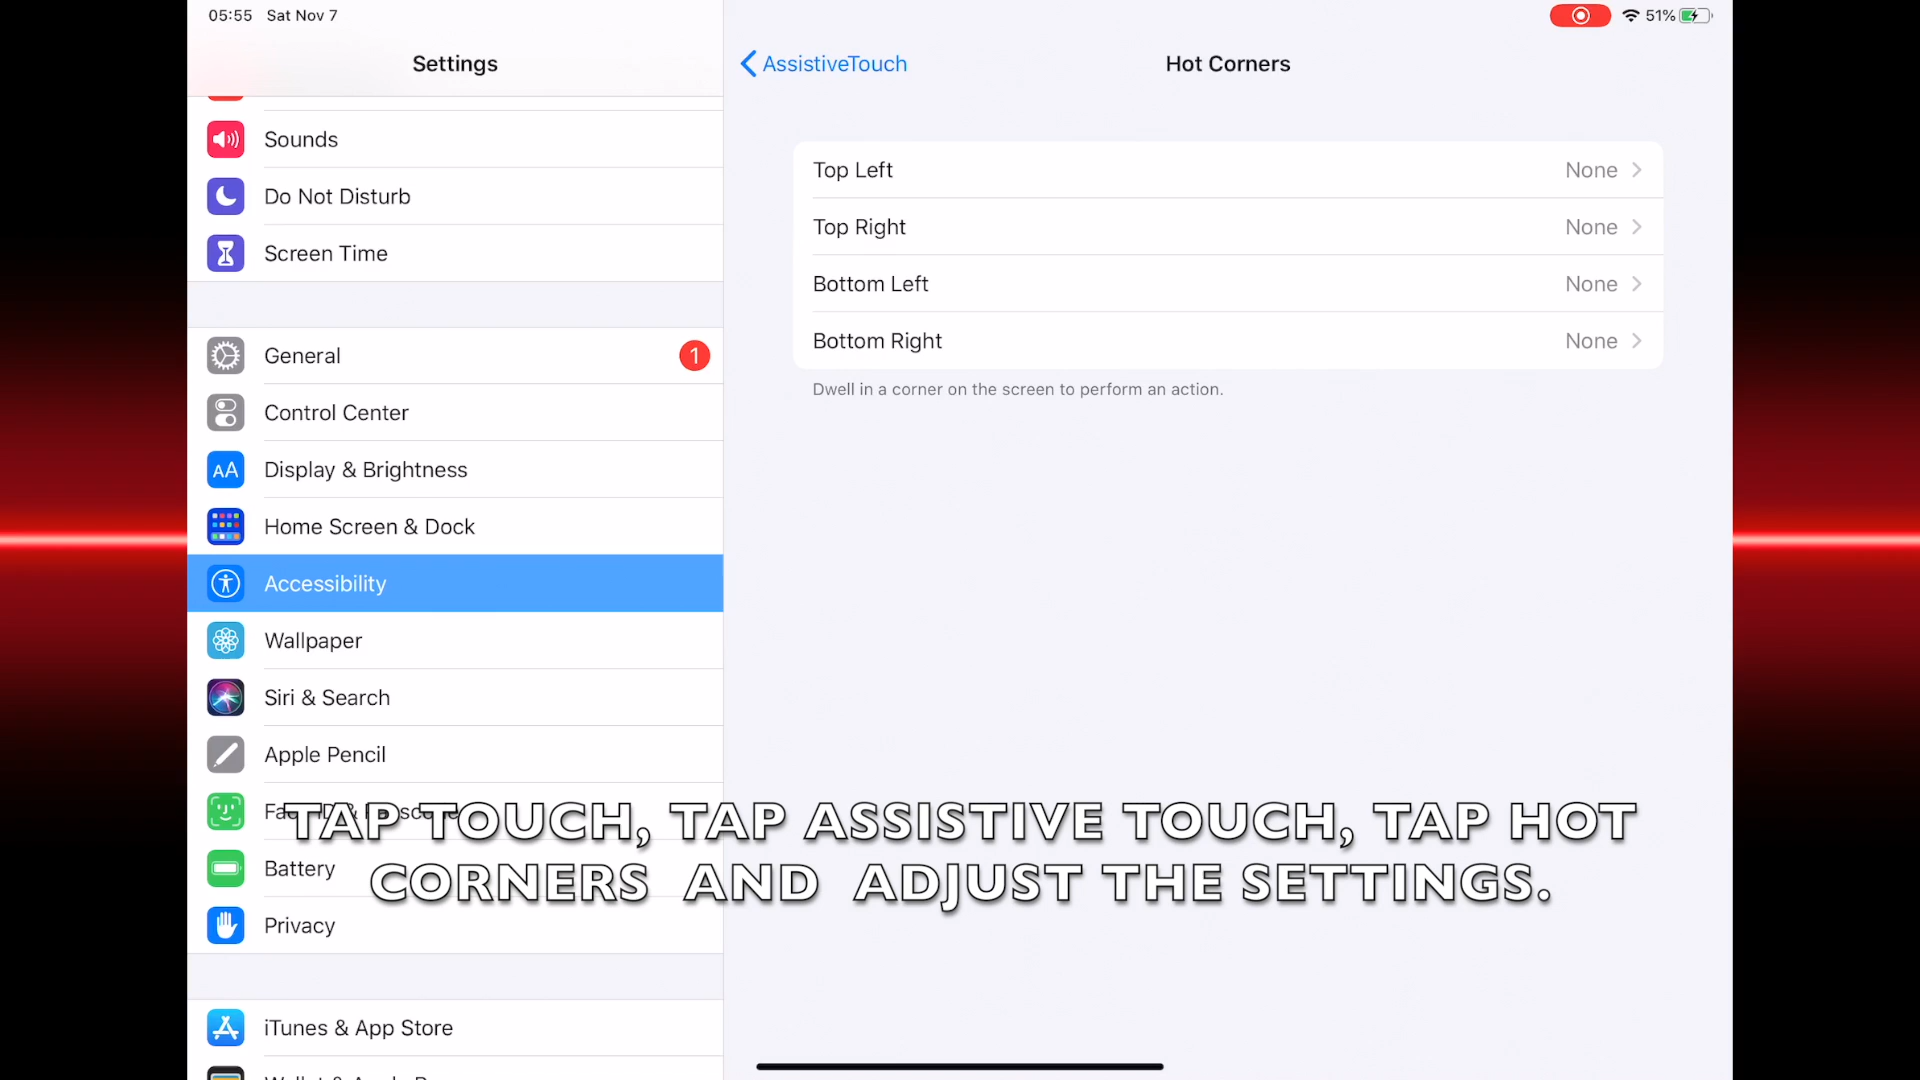 05:55 Sat Nov 7
51%
Settings
Sounds
Do Not Disturb
Screen Time
General 1
Control Center
AA Display & Brightness
Home Screen & Dock
Accessibility
Wallpaper
Siri & Search
Apple Pencil
Battery
Privacy
iTunes & App Store
AssistiveTouch
Hot Corners
Top Left None
Top Right None
Bottom Left None
Bottom Right None
Dwell in a corner on the screen to perform an action.
TAP TOUCH, TAP ASSISTIVE TOUCH, TAP HOT
CORNERS AND ADJUST THE SETTINGS.